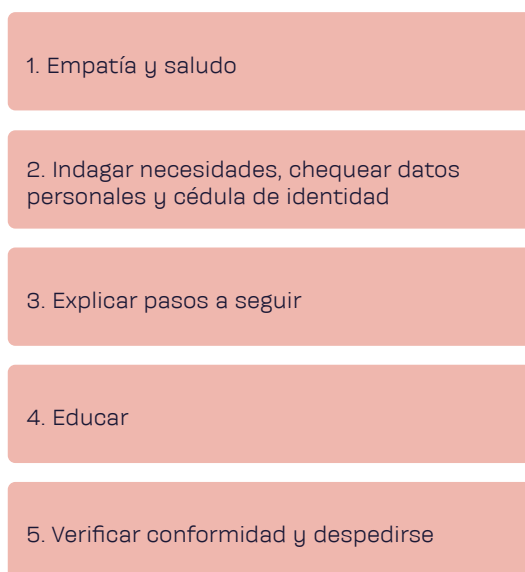 1. Empatía y saludo
2. Indagar necesidades, chequear datos
personales y cédula de identidad
3. Explicar pasos a seguir
4. Educar
5. Verificar conformidad y despedirse